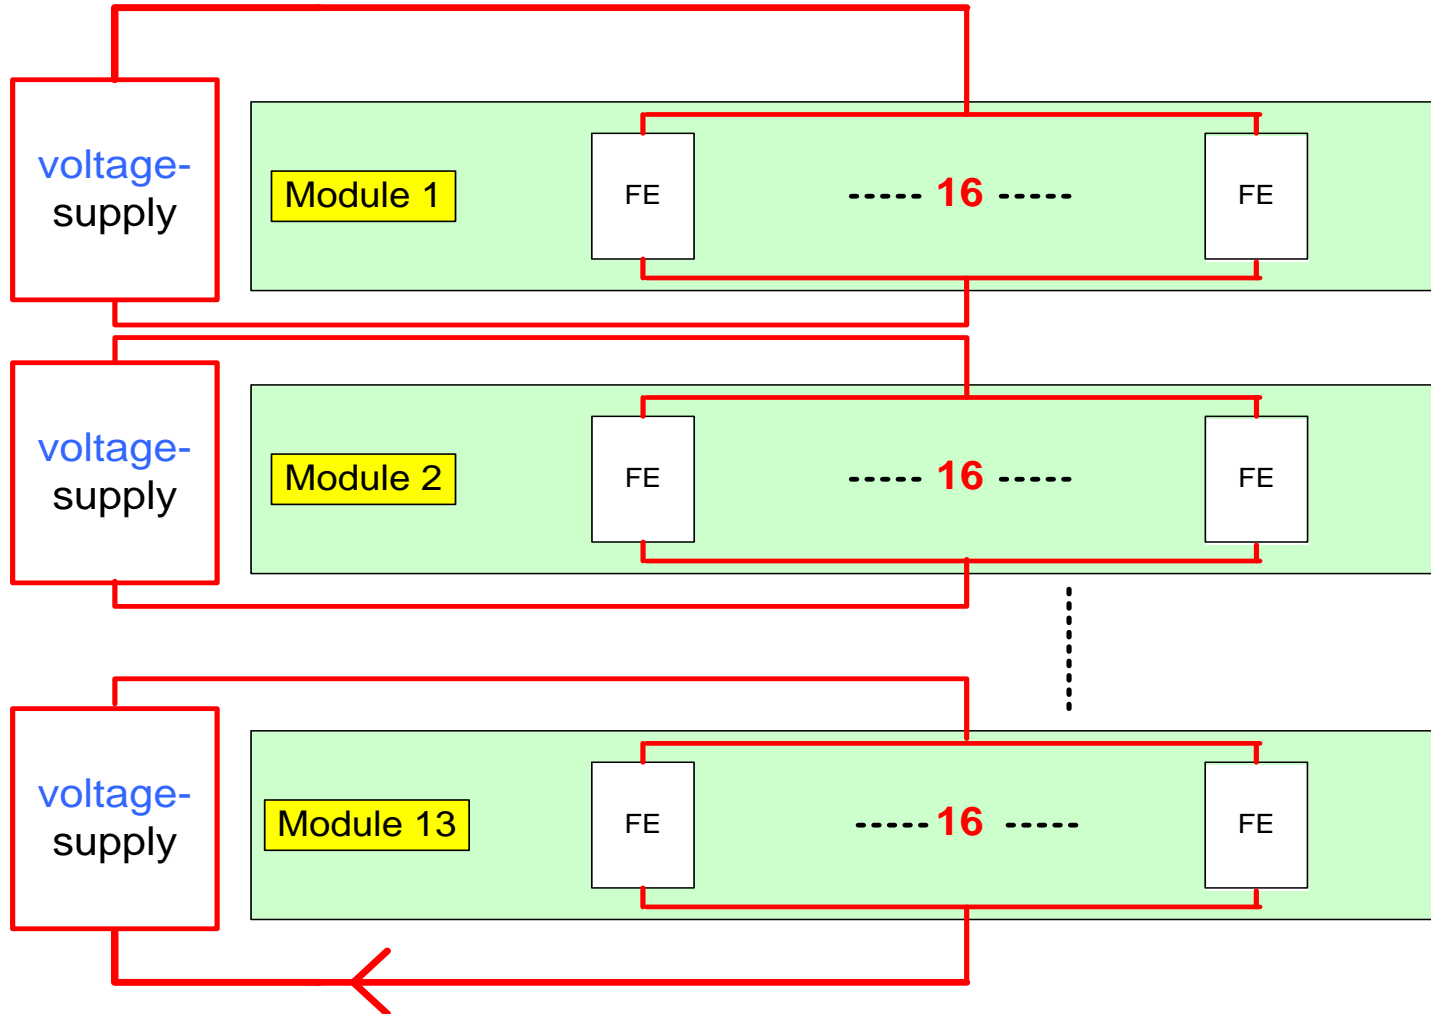 voltage-
supply
Module 1
FE
----- 16 -----
FE
voltage-
supply
Module 2
FE
----- 16 -----
FE
voltage-
supply
Module 13
FE
----- 16 -----
FE